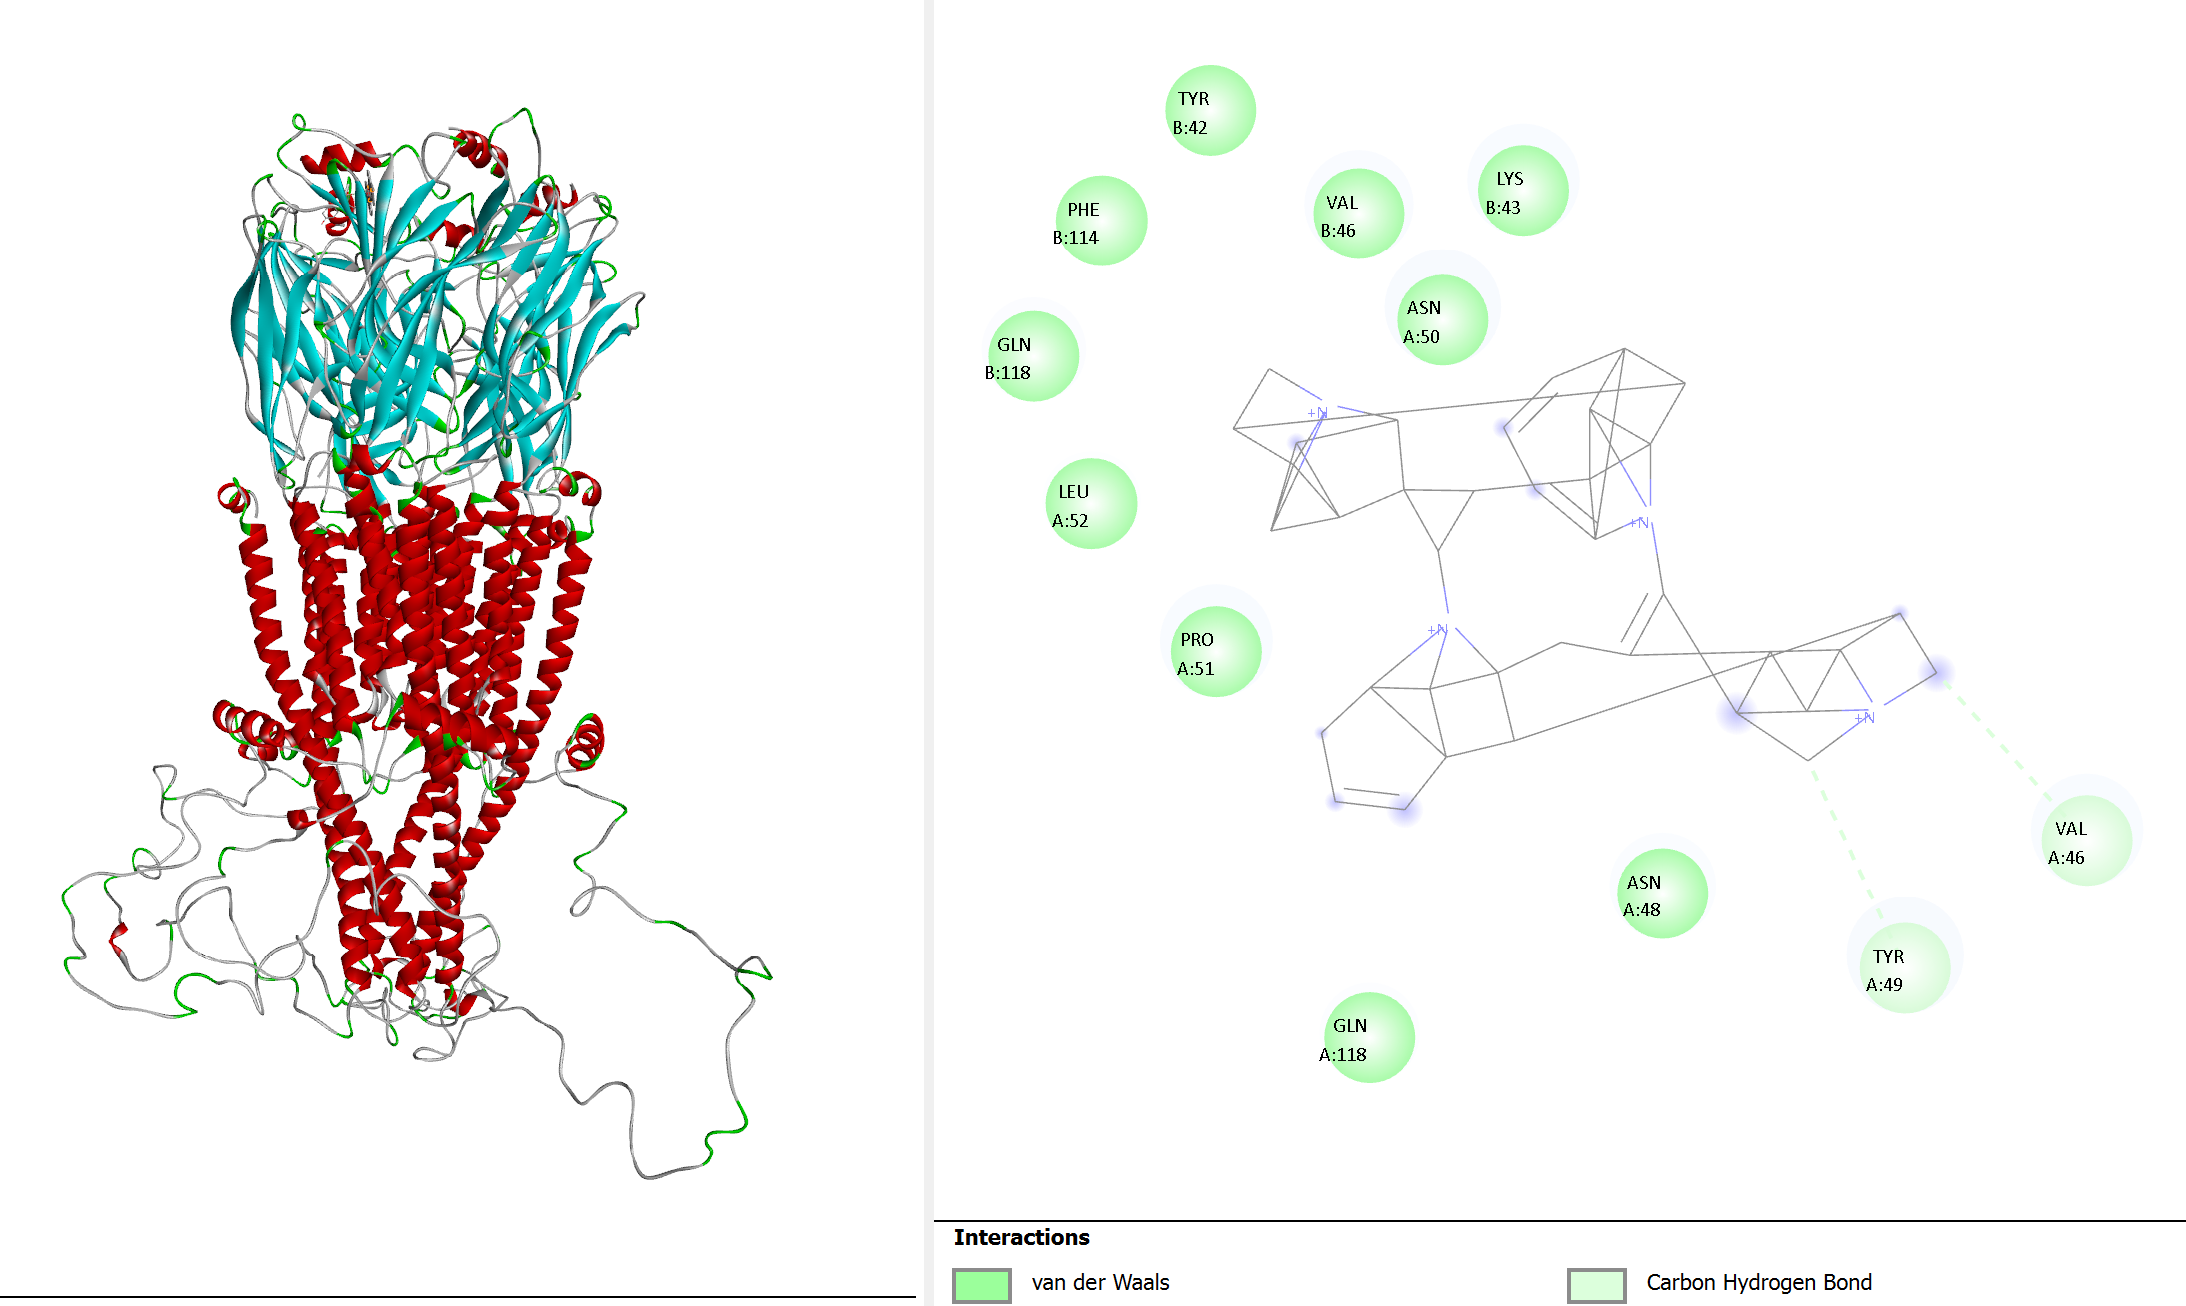 TYR
B:42
LYS
B:43
VAL
B:46
PHE
B:114
ASN
A:50
GLN
B:118
+N
LEU
A:52
+N
+N
PRO
A:51
+N
VAL
A:46
ASN
A:48
TYR
A:49
GLN
A:118
Interactions
van der Waals
Carbon Hydrogen Bond